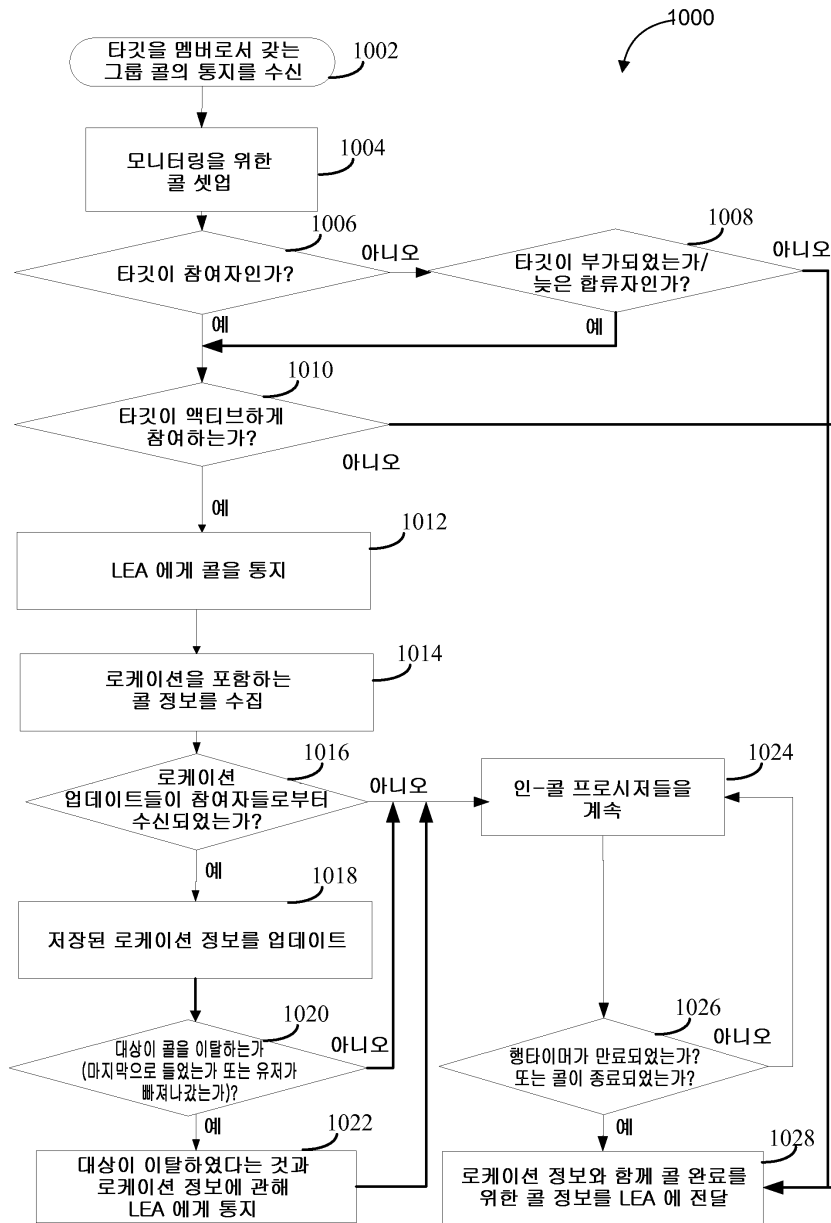 1000
타깃을 멤버로서 갖는
그룹 콜의 통지를 수신
1002
모니터링을 위한
콜 셋업
1004
타깃이 참여자인가?
1006
아니오
예
타깃이 부가되었는가/
늦은 합류자인가?
1008
아니오
예
타깃이 액티브하게
참여하는가?
1010
아니오
예
LEA 에게 콜을 통지
1012
로케이션을 포함하는
콜 정보를 수집
1014
로케이션
업데이트들이 참여자들로부터
수신되었는가?
1016
아니오
예
저장된 로케이션 정보를 업데이트
1018
대상이 콜을 이탈하는가
(마지막으로 들었는가 또는 유저가
빠져나갔는가)?
1020
아니오
예
대상이 이탈하였다는 것과
로케이션 정보에 관해
LEA 에게 통지
1022
인-콜 프로시저들을
계속
1024
행타이머가 만료되었는가?
또는 콜이 종료되었는가?
1026
아니오
예
로케이션 정보와 함께 콜 완료를
위한 콜 정보를 LEA 에 전달
1028